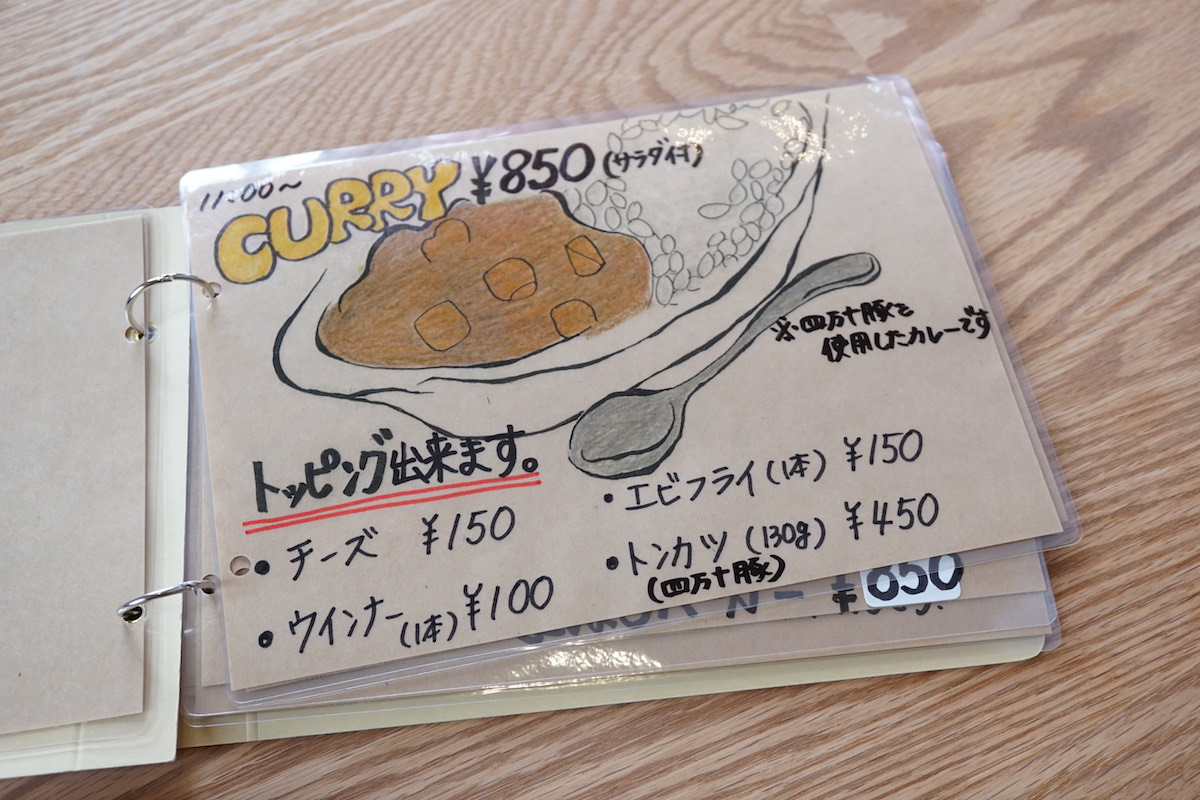 11:00〜
CURRY ¥850(サラダ付)
※四万十豚を
使用したカレーです
トッピング出来ます。
・チーズ ¥150
・ウインナー(1本) ¥100
・エビフライ(1本) ¥150
・トンカツ(130g) ¥450
(四万十豚)
¥650